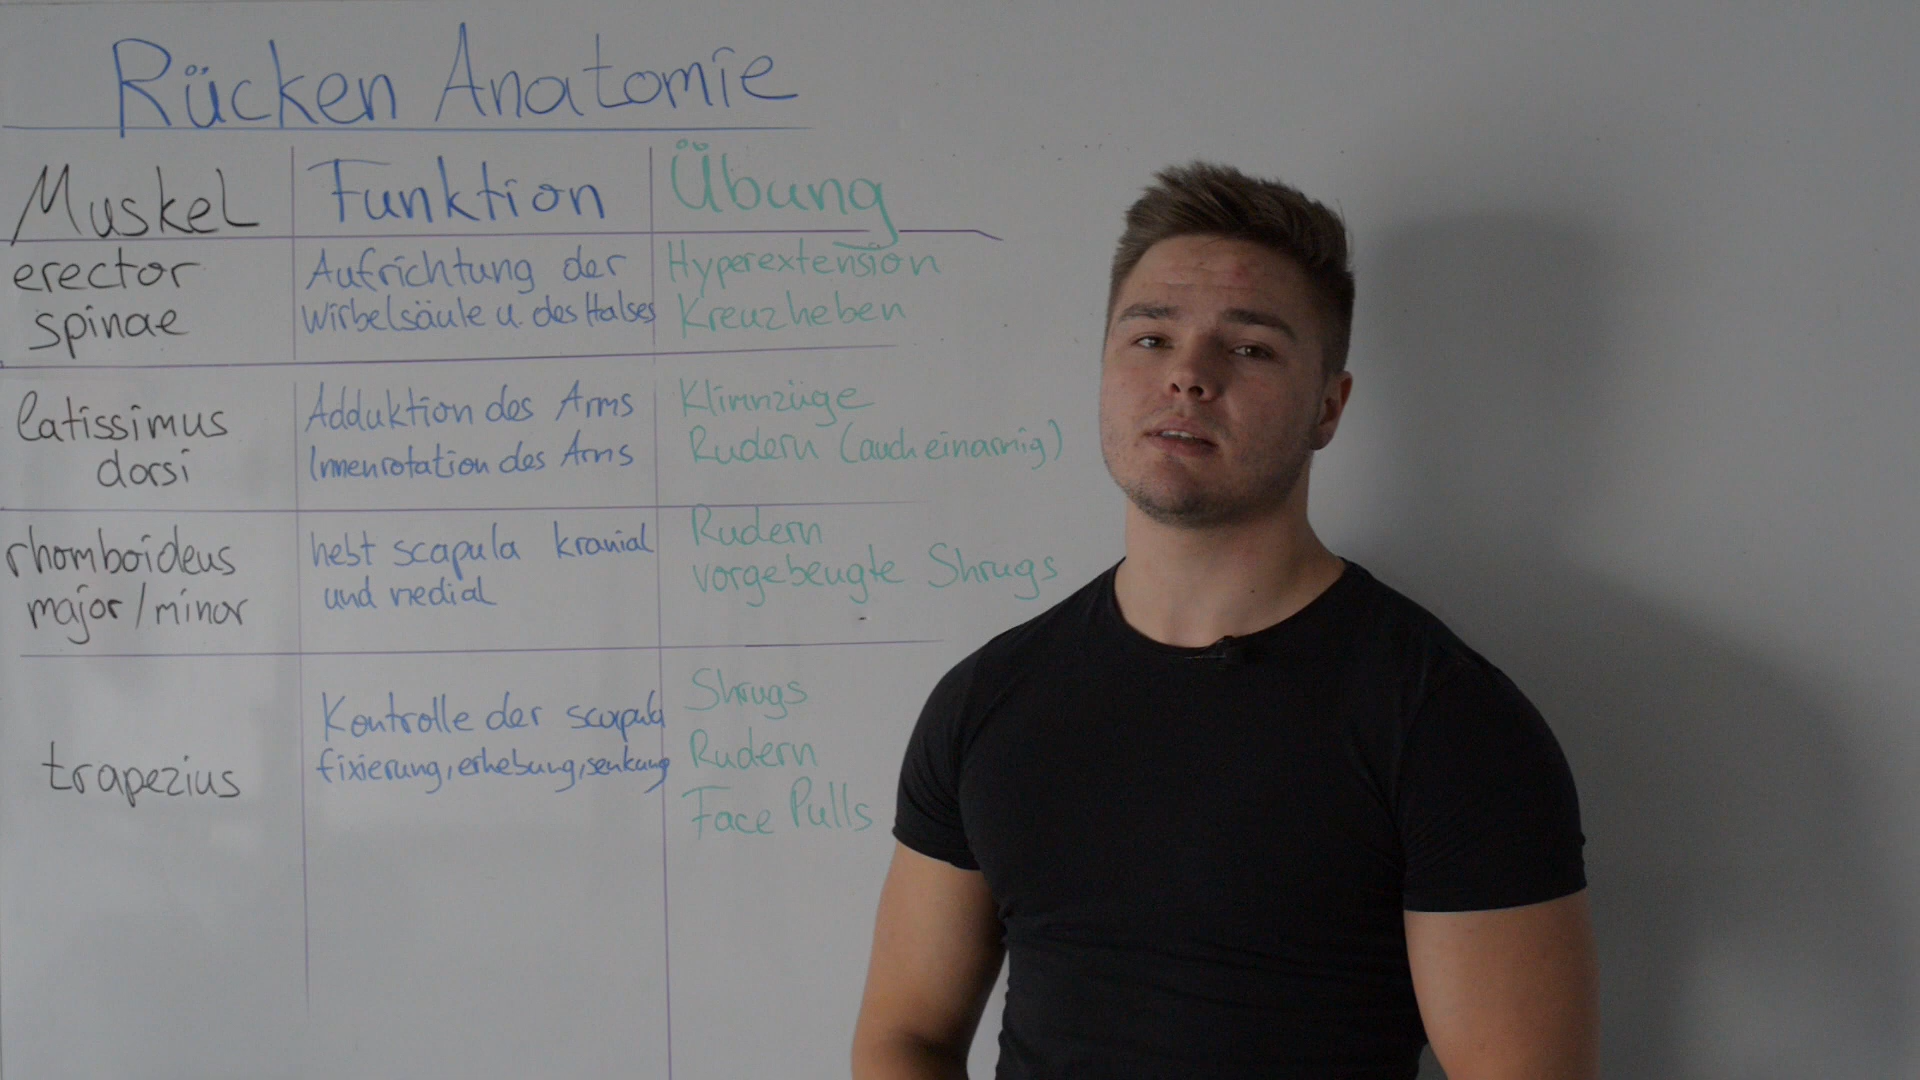 Rücken Anatomie
Muskel
Funktion
Übung
erector
spinae
Aufrichtung der
Wirbelsäule u. des Halses
Hyperextension
Kreuzheben
latissimus
dorsi
Adduktion des Arms
Innenrotation des Arms
Klimmzüge
Rudern (auch einarmig)
rhomboideus
major/minor
hebt scapula kranial
und medial
Rudern
vorgebeugte Shrugs
trapezius
Kontrolle der scapula
fixierung, erhebung, senkung
Shrugs
Rudern
Face Pulls